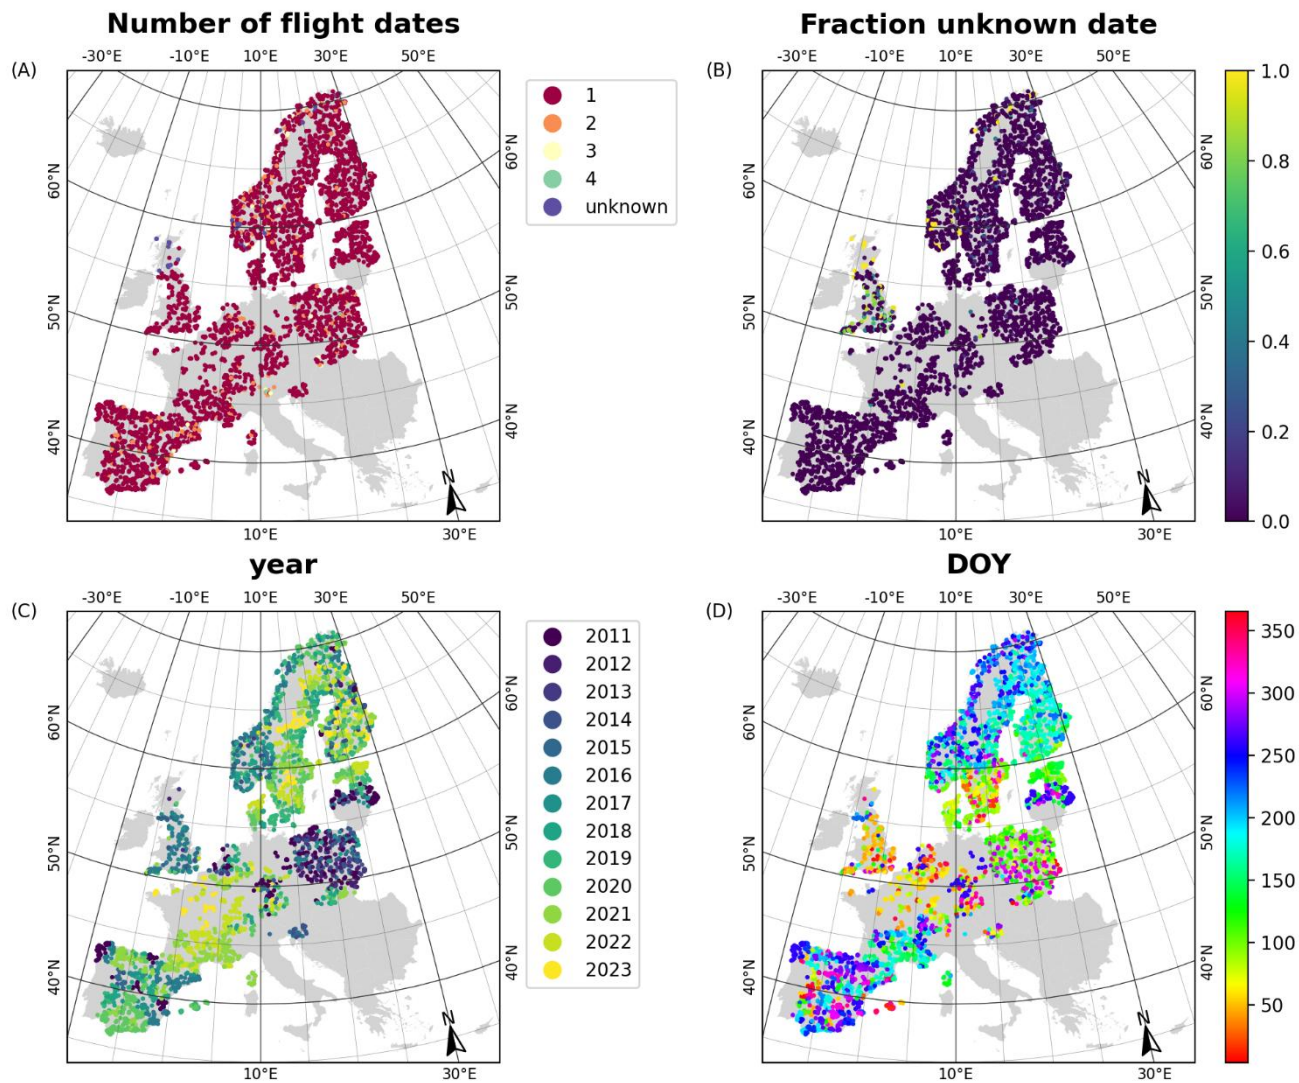 Number of flight dates
Fraction unknown date
-30°E -10°E 10°E 30°E 50°E
-30°E -10°E 10°E 30°E 50°E
(A)
(B)
1
2
3
4
unknown
1.0
0.8
0.6
0.4
0.2
0.0
60°N
50°N
40°N
60°N
50°N
40°N
60°N
50°N
40°N
60°N
50°N
40°N
N
N
10°E 30°E
10°E 30°E
year
DOY
-30°E -10°E 10°E 30°E 50°E
-30°E -10°E 10°E 30°E 50°E
(C)
(D)
2011
2012
2013
2014
2015
2016
2017
2018
2019
2020
2021
2022
2023
350
300
250
200
150
100
50
60°N
50°N
40°N
60°N
50°N
40°N
60°N
50°N
40°N
60°N
50°N
40°N
N
N
10°E
10°E 30°E